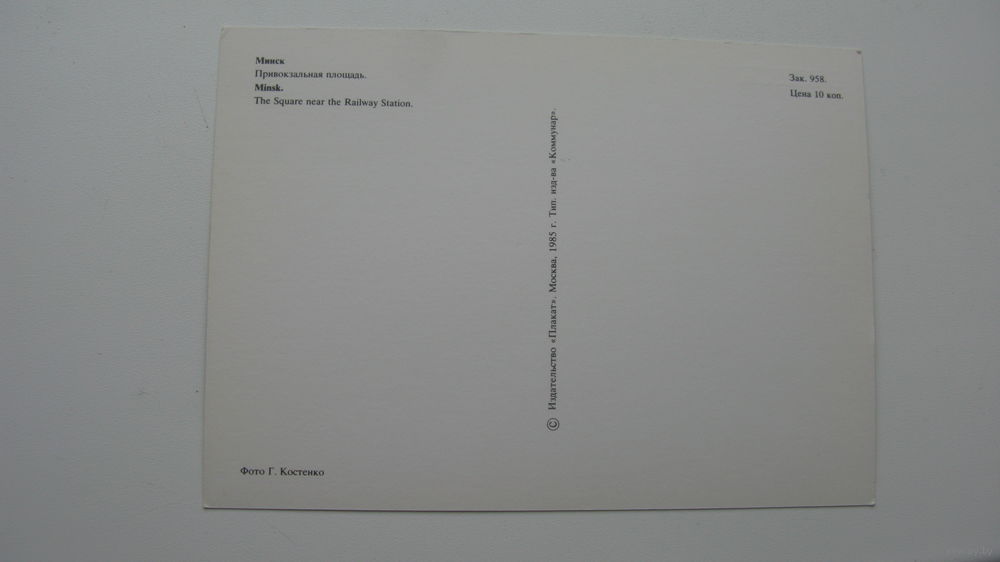 Минск
Привокзальная площадь.
Minsk.
The Square near the Railway Station.
Зак. 958.
Цена 10 коп.
© Издательство «Плакат». Москва, 1985 г. Тип. изд-ва «Коммунар».
Фото Г. Костенко